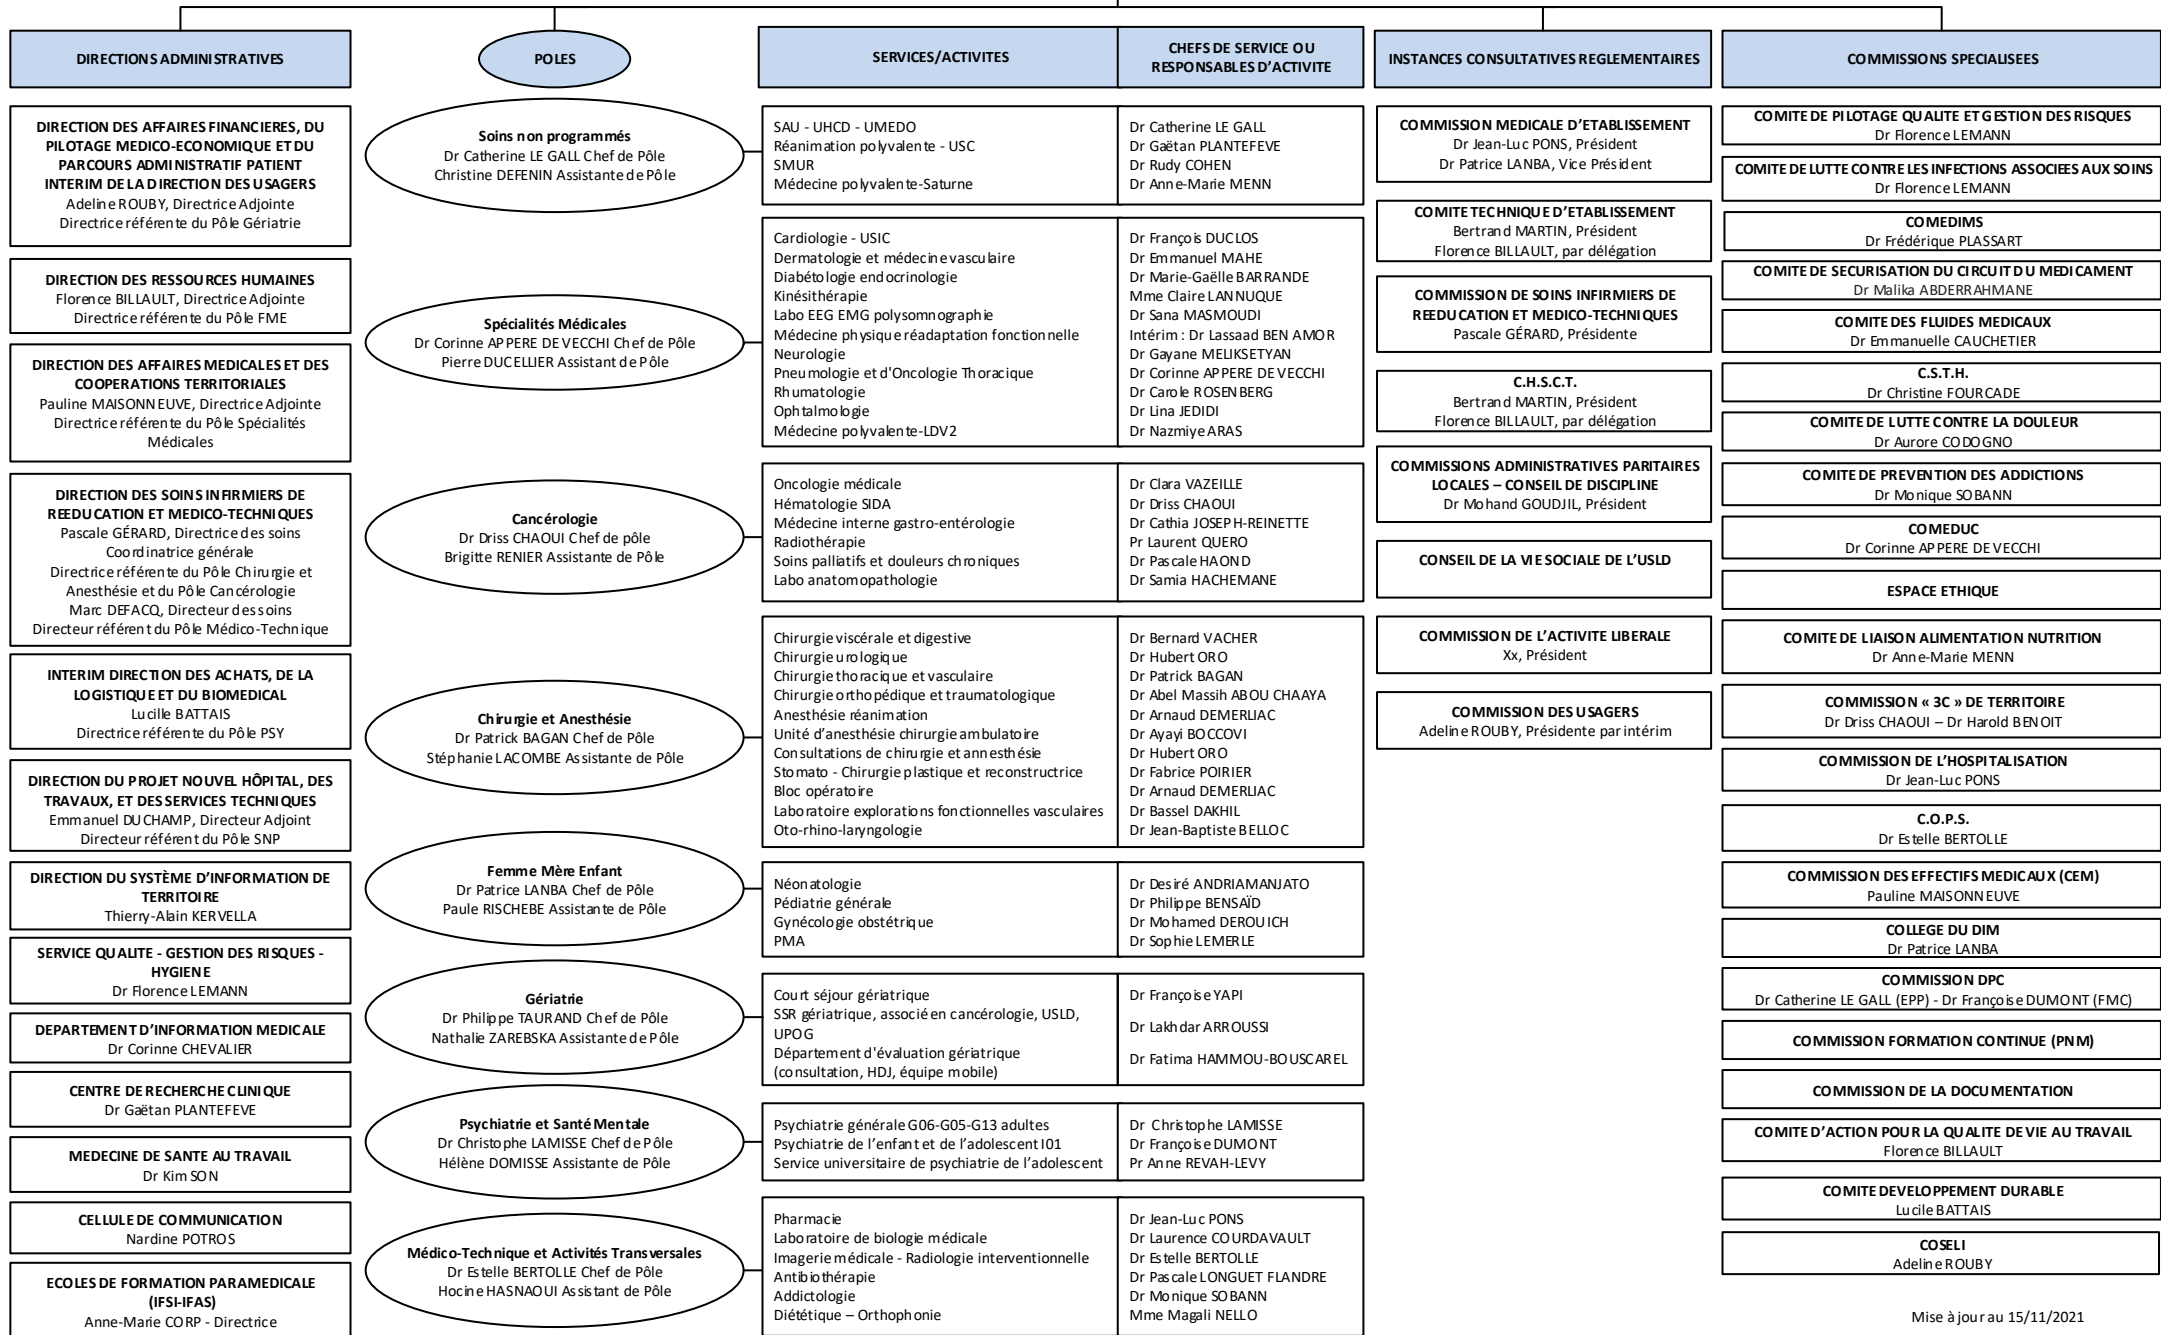 DIRECTIONS ADMINISTRATIVES
DIRECTION DES AFFAIRES FINANCIERES, DU
PILOTAGE MEDICO-ECONOMIQUE ET DU
PARCOURS ADMINISTRATIF PATIENT
INTERIM DE LA DIRECTION DES USAGERS
Adeline ROUBY, Directrice Adjointe
Directrice référente du Pôle Gériatrie
DIRECTION DES RESSOURCES HUMAINES
Florence BILLAULT, Directrice Adjointe
Directrice référente du Pôle FME
DIRECTION DES AFFAIRES MEDICALES ET DES
COOPERATIONS TERRITORIALES
Pauline MAISONNEUVE, Directrice Adjointe
Directrice référente du Pôle Spécialités
Médicales
DIRECTION DES SOINS INFIRMIERS DE
REEDUCATION ET MEDICO-TECHNIQUES
Pascale GÉRARD, Directrice des soins
Coordinatrice générale
Directrice référente du Pôle Chirurgie et
Anesthésie et du Pôle Cancérologie
Marc DEFACQ, Directeur des soins
Directeur référent du Pôle Médico-Technique
INTERIM DIRECTION DES ACHATS, DE LA
LOGISTIQUE ET DU BIOMEDICAL
Lucille BATTAIS
Directrice référente du Pôle PSY
DIRECTION DU PROJET NOUVEL HÔPITAL, DES
TRAVAUX, ET DES SERVICES TECHNIQUES
Emmanuel DUCHAMP, Directeur Adjoint
Directeur référent du Pôle SNP
DIRECTION DU SYSTÈME D'INFORMATION DE
TERRITOIRE
Thierry-Alain KERVELLA
SERVICE QUALITE - GESTION DES RISQUES -
HYGIENE
Dr Florence LEMANN
DEPARTEMENT D'INFORMATION MEDICALE
Dr Corinne CHEVALIER
CENTRE DE RECHERCHE CLINIQUE
Dr Gaëtan PLANTEFEVE
MEDECINE DE SANTE AU TRAVAIL
Dr Kim SON
CELLULE DE COMMUNICATION
Nardine POTROS
ECOLES DE FORMATION PARAMEDICALE
(IFSI-IFAS)
Anne-Marie CORP - Directrice
POLES
Soins non programmés
Dr Catherine LE GALL Chef de Pôle
Christine DEFENIN Assistante de Pôle
Spécialités Médicales
Dr Corinne APPERE DE VECCHI Chef de Pôle
Pierre DUCELLIER Assistant de Pôle
Cancérologie
Dr Driss CHAOUI Chef de pôle
Brigitte RENIER Assistante de Pôle
Chirurgie et Anesthésie
Dr Patrick BAGAN Chef de Pôle
Stéphanie LACOMBE Assistante de Pôle
Femme Mère Enfant
Dr Patrice LANBA Chef de Pôle
Paule RISCHEBE Assistante de Pôle
Gériatrie
Dr Philippe TAURAND Chef de Pôle
Nathalie ZAREBSKA Assistante de Pôle
Psychiatrie et Santé Mentale
Dr Christophe LAMISSE Chef de Pôle
Hélène DOMISSE Assistante de Pôle
Médico-Technique et Activités Transversales
Dr Estelle BERTOLLE Chef de Pôle
Hocine HASNAOUI Assistant de Pôle
SERVICES/ACTIVITES
CHEFS DE SERVICE OU
RESPONSABLES D'ACTIVITE
SAU - UHCD - UMEDO Dr Catherine LE GALL
Réanimation polyvalente - USC Dr Gaëtan PLANTEFEVE
SMUR Dr Rudy COHEN
Médecine polyvalente-Saturne Dr Anne-Marie MENN
Cardiologie - USIC Dr François DUCLOS
Dermatologie et médecine vasculaire Dr Emmanuel MAHE
Diabétologie endocrinologie Dr Marie-Gaëlle BARRANDE
Kinésithérapie Mme Claire LANNUQUE
Labo EEG EMG polysomnographie Dr Sana MASMOUDI
Médecine physique réadaptation fonctionnelle Intérim : Dr Lassaad BEN AMOR
Neurologie Dr Gayane MELIKSETYAN
Pneumologie et d'Oncologie Thoracique Dr Corinne APPERE DE VECCHI
Rhumatologie Dr Carole ROSENBERG
Ophtalmologie Dr Lina JEDIDI
Médecine polyvalente-LDV2 Dr Nazmiye ARAS
Oncologie médicale Dr Clara VAZEILLE
Hématologie SIDA Dr Driss CHAOUI
Médecine interne gastro-entérologie Dr Cathia JOSEPH-REINETTE
Radiothérapie Pr Laurent QUERO
Soins palliatifs et douleurs chroniques Dr Pascale HAOND
Labo anatomopathologie Dr Samia HACHEMANE
Chirurgie viscérale et digestive Dr Bernard VACHER
Chirurgie urologique Dr Hubert ORO
Chirurgie thoracique et vasculaire Dr Patrick BAGAN
Chirurgie orthopédique et traumatologique Dr Abel Massih ABOU CHAAYA
Anesthésie réanimation Dr Arnaud DEMERLIAC
Unité d'anesthésie chirurgie ambulatoire Dr Ayayi BOCCOVI
Consultations de chirurgie et annesthésie Dr Hubert ORO
Stomato - Chirurgie plastique et reconstructrice Dr Fabrice POIRIER
Bloc opératoire Dr Arnaud DEMERLIAC
Laboratoire explorations fonctionnelles vasculaires Dr Bassel DAKHIL
Oto-rhino-laryngologie Dr Jean-Baptiste BELLOC
Néonatologie Dr Desiré ANDRIAMANJATO
Pédiatrie générale Dr Philippe BENSAÏD
Gynécologie obstétrique Dr Mohamed DEROUICH
PMA Dr Sophie LEMERLE
Court séjour gériatrique Dr Françoise YAPI
SSR gériatrique, associé en cancérologie, USLD,
UPOG Dr Lakhdar ARROUSSI
Département d'évaluation gériatrique
(consultation, HDJ, équipe mobile) Dr Fatima HAMMOU-BOUSCAREL
Psychiatrie générale G06-G05-G13 adultes Dr Christophe LAMISSE
Psychiatrie de l'enfant et de l'adolescent I01 Dr Françoise DUMONT
Service universitaire de psychiatrie de l'adolescent Pr Anne REVAH-LEVY
Pharmacie Dr Jean-Luc PONS
Laboratoire de biologie médicale Dr Laurence COURDAVAULT
Imagerie médicale - Radiologie interventionnelle Dr Estelle BERTOLLE
Antibiothérapie Dr Pascale LONGUET FLANDRE
Addictologie Dr Monique SOBANN
Diététique – Orthophonie Mme Magali NELLO
INSTANCES CONSULTATIVES REGLEMENTAIRES
COMMISSION MEDICALE D'ETABLISSEMENT
Dr Jean-Luc PONS, Président
Dr Patrice LANBA, Vice Président
COMITE TECHNIQUE D'ETABLISSEMENT
Bertrand MARTIN, Président
Florence BILLAULT, par délégation
COMMISSION DE SOINS INFIRMIERS DE
REEDUCATION ET MEDICO-TECHNIQUES
Pascale GÉRARD, Présidente
C.H.S.C.T.
Bertrand MARTIN, Président
Florence BILLAULT, par délégation
COMMISSIONS ADMINISTRATIVES PARITAIRES
LOCALES – CONSEIL DE DISCIPLINE
Dr Mohand GOUDJIL, Président
CONSEIL DE LA VIE SOCIALE DE L'USLD
COMMISSION DE L'ACTIVITE LIBERALE
Xx, Président
COMMISSION DES USAGERS
Adeline ROUBY, Présidente par intérim
COMMISSIONS SPECIALISEES
COMITE DE PILOTAGE QUALITE ET GESTION DES RISQUES
Dr Florence LEMANN
COMITE DE LUTTE CONTRE LES INFECTIONS ASSOCIEES AUX SOINS
Dr Florence LEMANN
COMEDIMS
Dr Frédérique PLASSART
COMITE DE SECURISATION DU CIRCUIT DU MEDICAMENT
Dr Malika ABDERRAHMANE
COMITE DES FLUIDES MEDICAUX
Dr Emmanuelle CAUCHETIER
C.S.T.H.
Dr Christine FOURCADE
COMITE DE LUTTE CONTRE LA DOULEUR
Dr Aurore CODOGNO
COMITE DE PREVENTION DES ADDICTIONS
Dr Monique SOBANN
COMEDUC
Dr Corinne APPERE DE VECCHI
ESPACE ETHIQUE
COMITE DE LIAISON ALIMENTATION NUTRITION
Dr Anne-Marie MENN
COMMISSION « 3C » DE TERRITOIRE
Dr Driss CHAOUI – Dr Harold BENOIT
COMMISSION DE L'HOSPITALISATION
Dr Jean-Luc PONS
C.O.P.S.
Dr Estelle BERTOLLE
COMMISSION DES EFFECTIFS MEDICAUX (CEM)
Pauline MAISONNEUVE
COLLEGE DU DIM
Dr Patrice LANBA
COMMISSION DPC
Dr Catherine LE GALL (EPP) - Dr Françoise DUMONT (FMC)
COMMISSION FORMATION CONTINUE (PNM)
COMMISSION DE LA DOCUMENTATION
COMITE D'ACTION POUR LA QUALITE DE VIE AU TRAVAIL
Florence BILLAULT
COMITE DEVELOPPEMENT DURABLE
Lucile BATTAIS
COSELI
Adeline ROUBY
Mise à jour au 15/11/2021